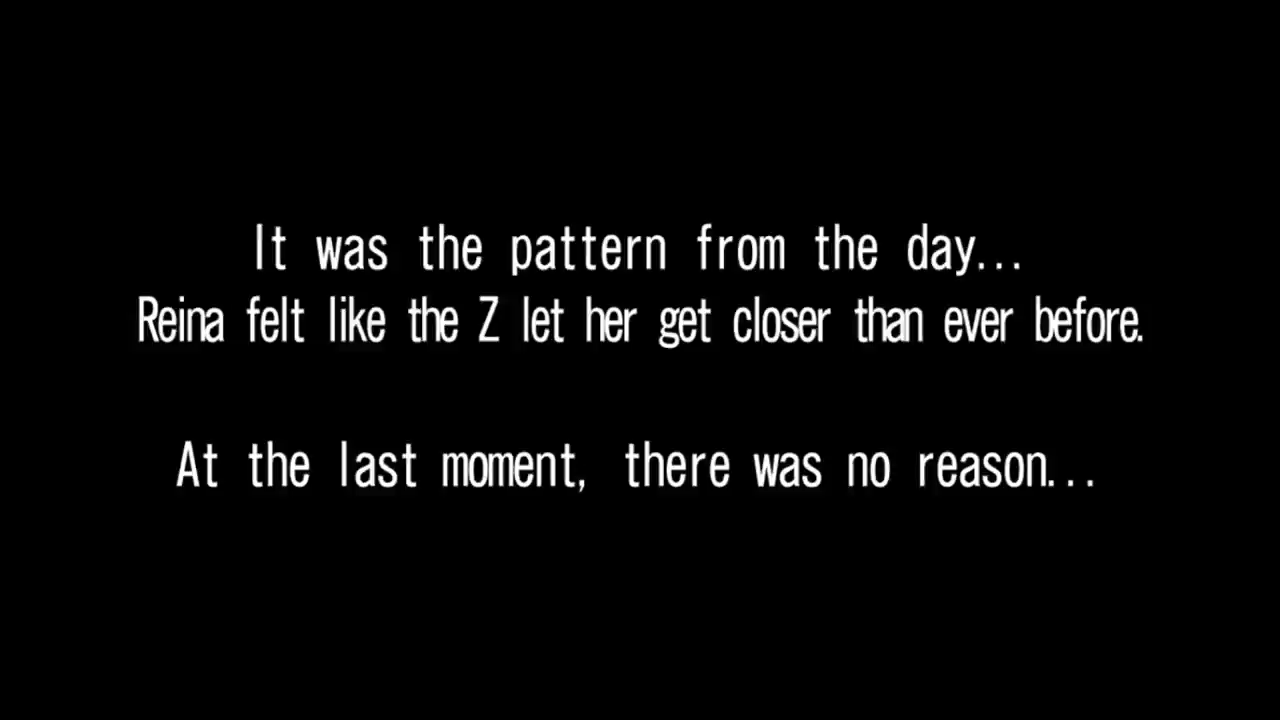 It was the pattern from the day...
Reina felt like the Z let her get closer than ever before.
At the last moment, there was no reason...